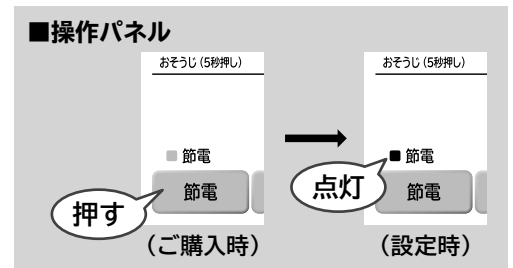 ■操作パネル
おそうじ(5秒押し)
節電
節電
押す
(ご購入時)
おそうじ(5秒押し)
節電
点灯
節電
(設定時)